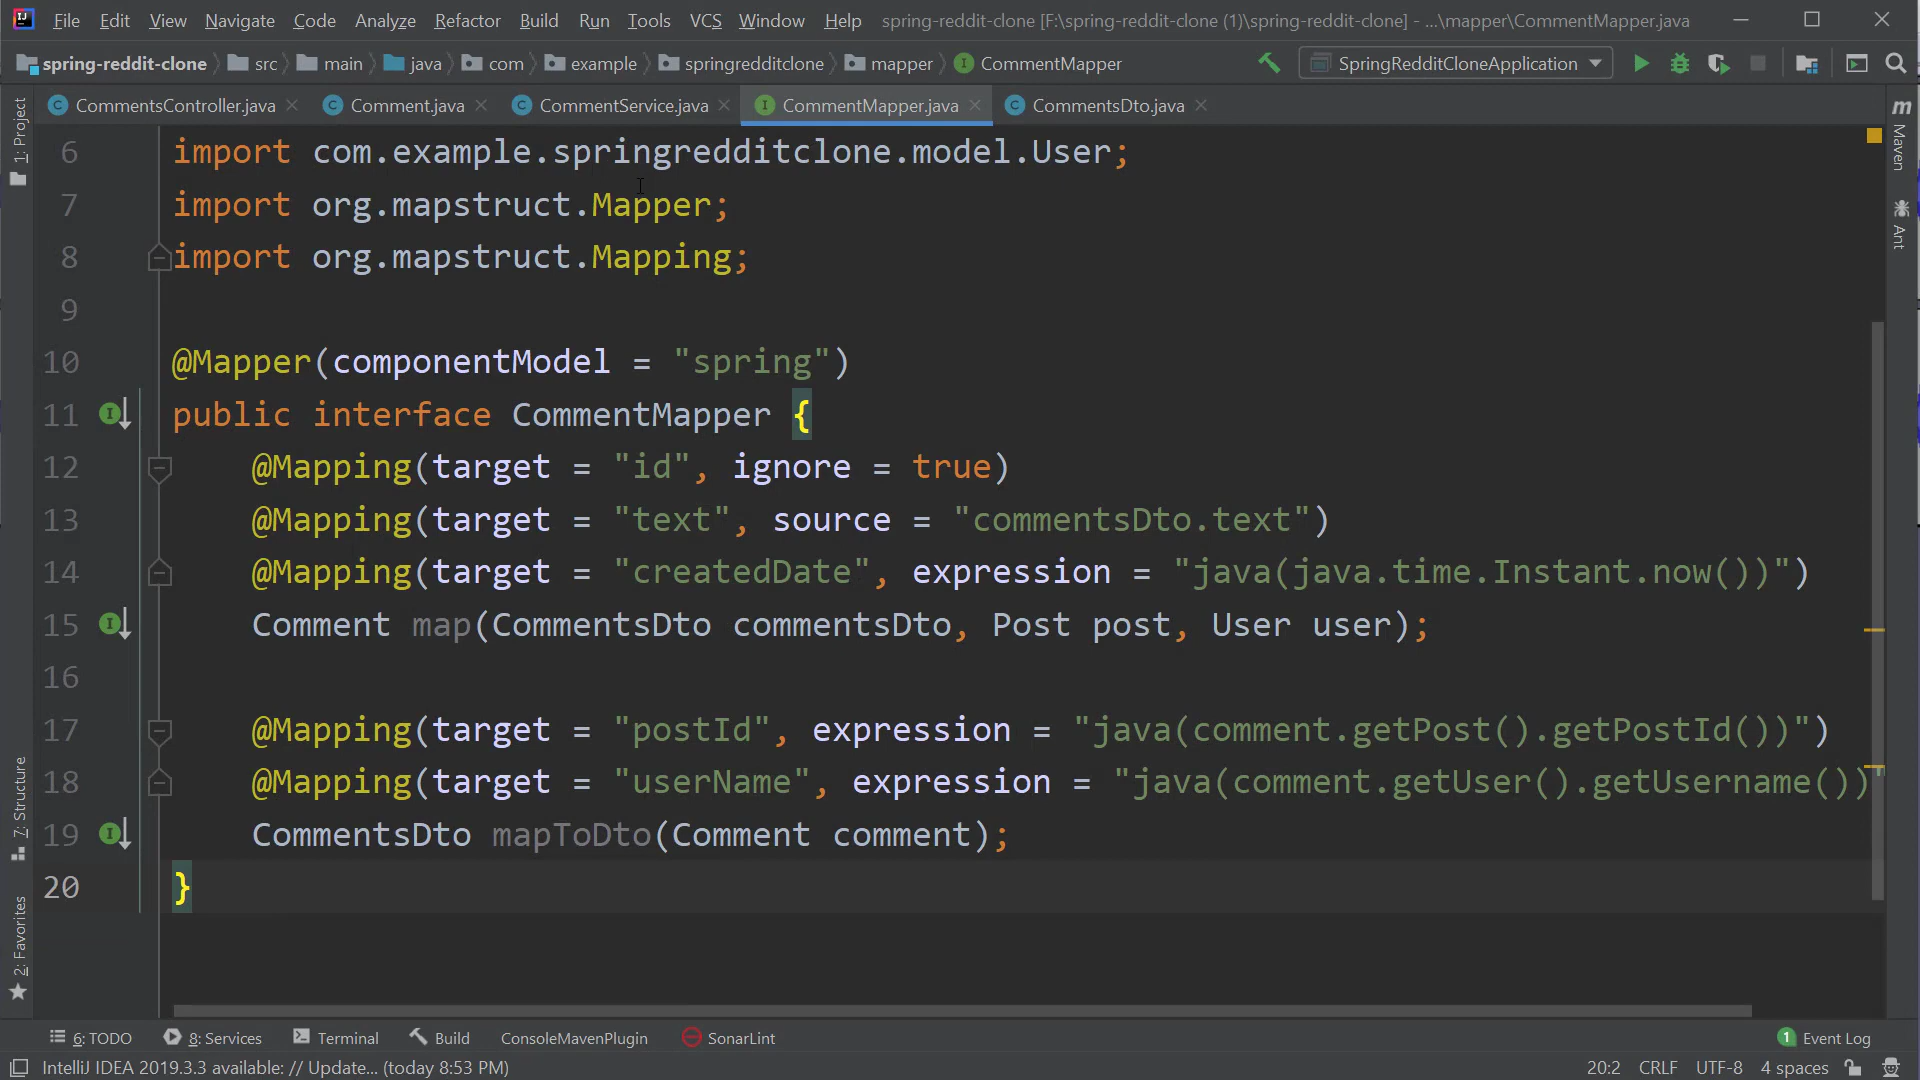 File Edit View Navigate Code Analyze Refactor Build Run Tools VCS Window Help spring-reddit-clone [F:\spring-reddit-clone (1)\spring-reddit-clone] - ...\mapper\CommentMapper.java
spring-reddit-clone src main java com example springredditclone mapper CommentMapper SpringRedditCloneApplication
CommentsController.java Comment.java CommentService.java CommentMapper.java CommentsDto.java
1: Project
7: Structure
2: Favorites
m Maven
Ant
6 import com.example.springredditclone.model.User;
7 import org.mapstruct.Mapper;
8 import org.mapstruct.Mapping;
9
10 @Mapper(componentModel = "spring")
11 public interface CommentMapper {
12 @Mapping(target = "id", ignore = true)
13 @Mapping(target = "text", source = "commentsDto.text")
14 @Mapping(target = "createdDate", expression = "java(java.time.Instant.now())")
15 Comment map(CommentsDto commentsDto, Post post, User user);
16
17 @Mapping(target = "postId", expression = "java(comment.getPost().getPostId())")
18 @Mapping(target = "userName", expression = "java(comment.getUser().getUsername())"
19 CommentsDto mapToDto(Comment comment);
20 }
6: TODO 8: Services Terminal Build ConsoleMavenPlugin SonarLint 1 Event Log
IntelliJ IDEA 2019.3.3 available: // Update... (today 8:53 PM) 20:2 CRLF UTF-8 4 spaces